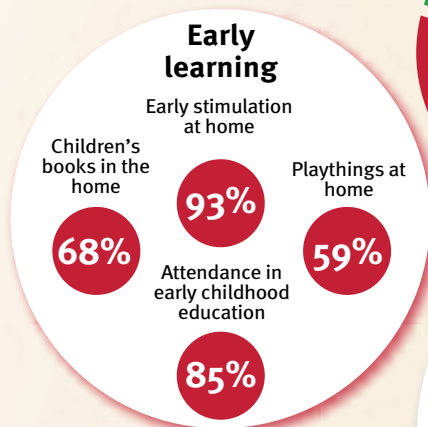 Early
learning
Early stimulation
at home
93%
Children’s
books in the
home
68%
Playthings at
home
59%
Attendance in
early childhood
education
85%